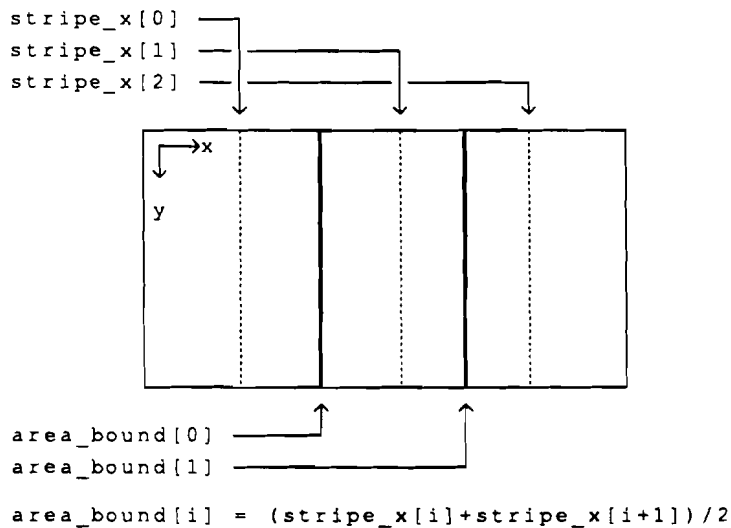 stripe_x[0]
stripe_x[1]
stripe_x[2]
x
y
area_bound[0]
area_bound[1]
area_bound[i] = (stripe_x[i]+stripe_x[i+1])/2